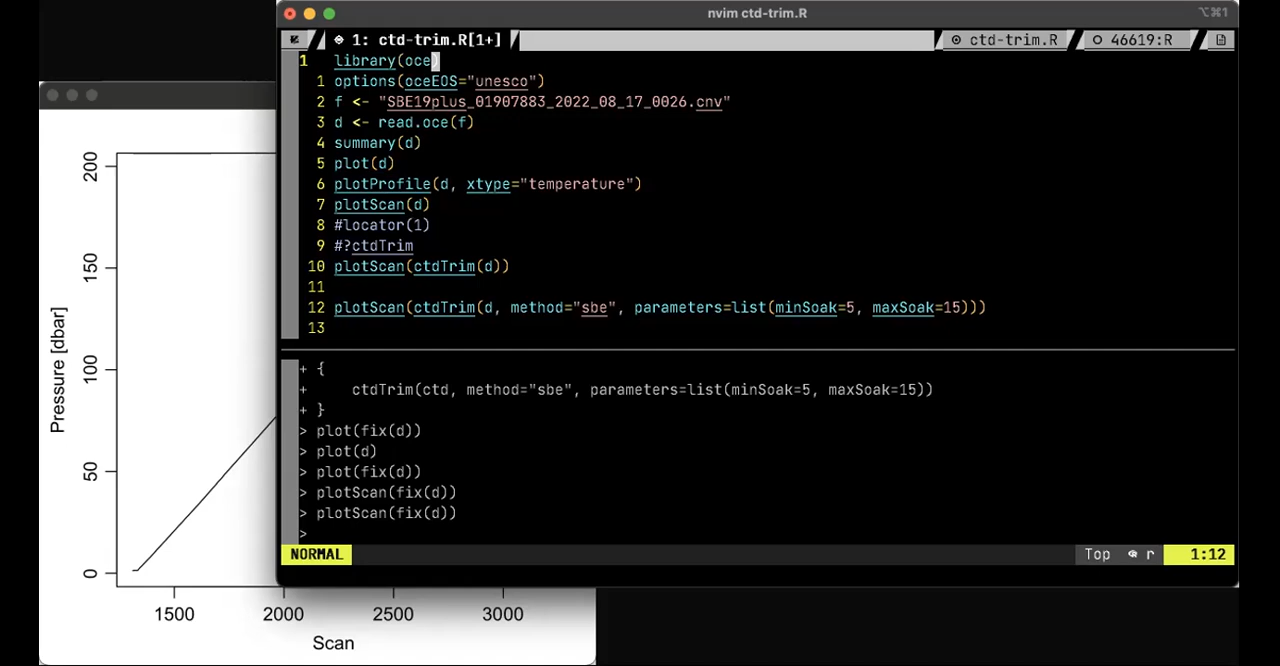 nvim ctd-trim.R
⌥⌘1
1: ctd-trim.R[1+]
ctd-trim.R
46619:R
1 library(oce)
1 options(oceEOS="unesco")
2 f <- "SBE19plus_01907883_2022_08_17_0026.cnv"
3 d <- read.oce(f)
4 summary(d)
5 plot(d)
6 plotProfile(d, xtype="temperature")
7 plotScan(d)
8 #locator(1)
9 #?ctdTrim
10 plotScan(ctdTrim(d))
11
12 plotScan(ctdTrim(d, method="sbe", parameters=list(minSoak=5, maxSoak=15)))
13
+ {
+     ctdTrim(ctd, method="sbe", parameters=list(minSoak=5, maxSoak=15))
+ }
> plot(fix(d))
> plot(d)
> plot(fix(d))
> plotScan(fix(d))
> plotScan(fix(d))
>
NORMAL
Top
r
1:12
200
150
100
50
0
Pressure [dbar]
1500 2000 2500 3000
Scan